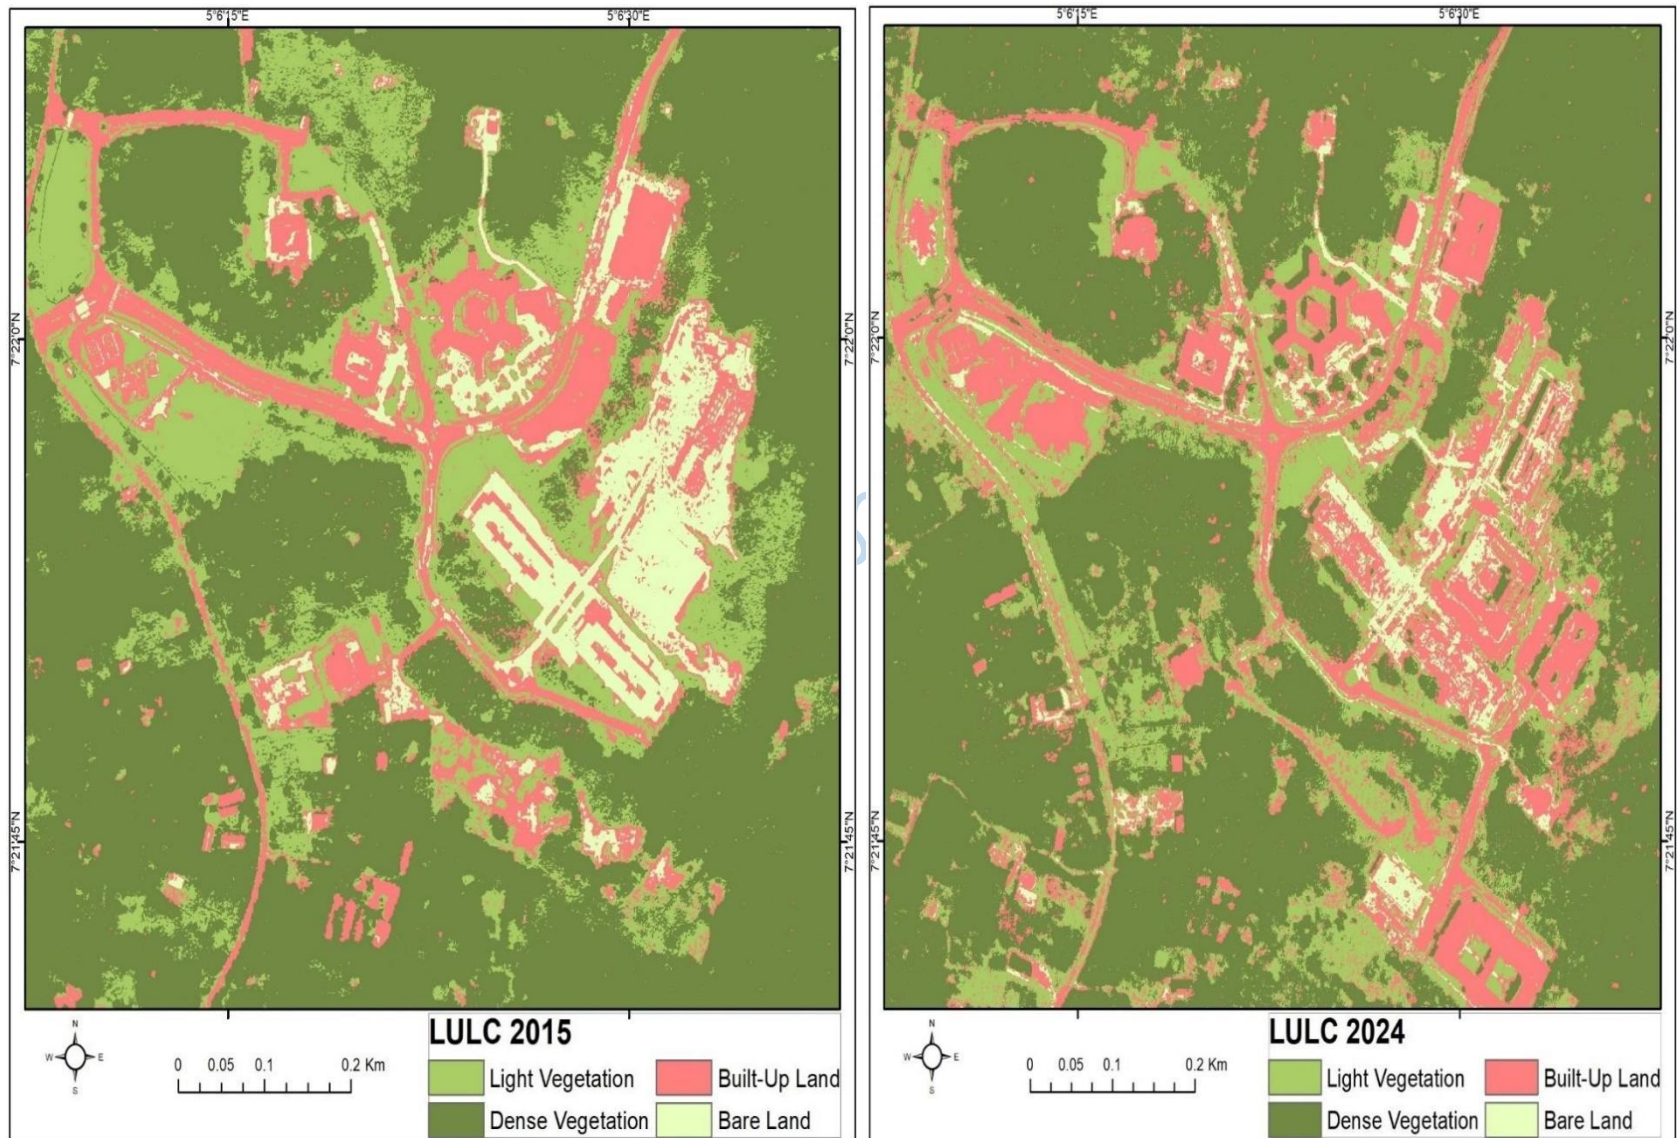 5°6'15"E 5°6'30"E
7°22'0"N 7°22'0"N
7°21'45"N 7°21'45"N
N
W E
S
0 0.05 0.1 0.2 Km
LULC 2015
Light Vegetation Built-Up Land
Dense Vegetation Bare Land
5°6'15"E 5°6'30"E
7°22'0"N 7°22'0"N
7°21'45"N 7°21'45"N
N
W E
S
0 0.05 0.1 0.2 Km
LULC 2024
Light Vegetation Built-Up Land
Dense Vegetation Bare Land